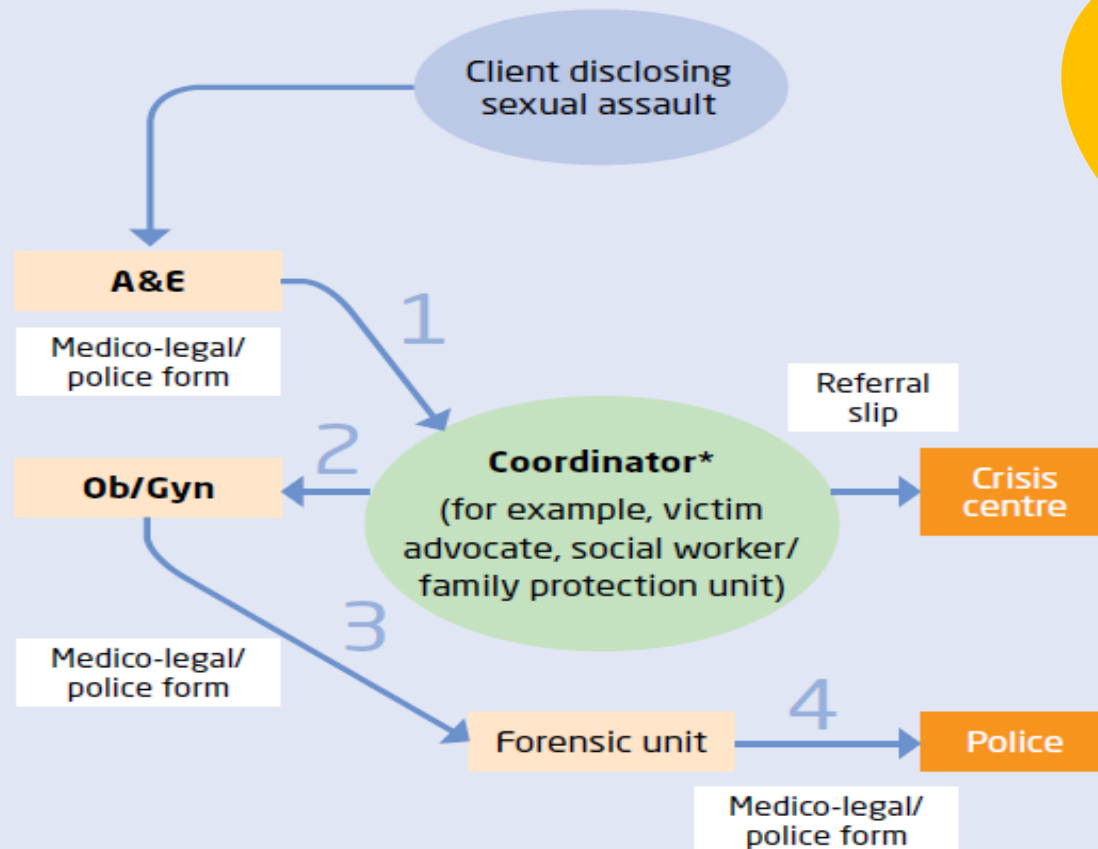 Client disclosing
sexual assault
A&E
Medico-legal/
police form
1
Referral
slip
2
Ob/Gyn
Coordinator*
(for example, victim
advocate, social worker/
family protection unit)
Crisis
centre
3
Medico-legal/
police form
4
Forensic unit
Police
Medico-legal/
police form